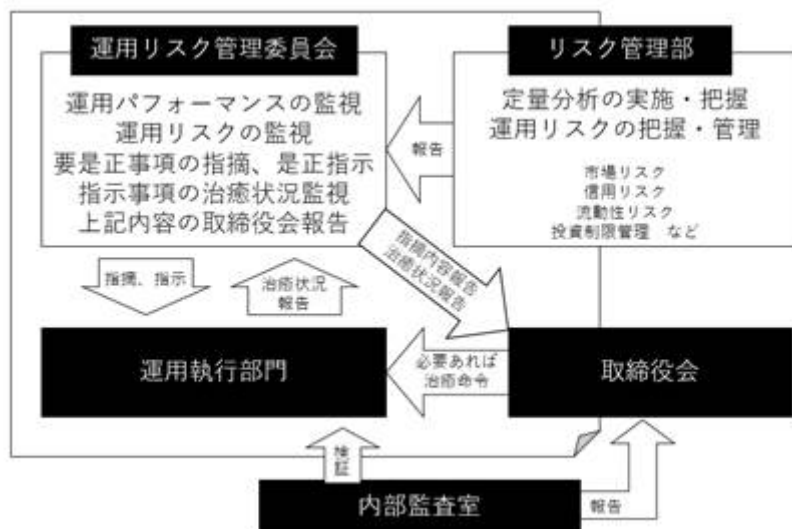 運用リスク管理委員会
運用パフォーマンスの監視
運用リスクの監視
要是正事項の指摘、是正指示
指示事項の治癒状況監視
上記内容の取締役会報告
リスク管理部
定量分析の実施・把握
運用リスクの把握・管理
市場リスク
信用リスク
流動性リスク
投資制限管理 など
報告
指摘内容報告
治癒状況報告
指摘、指示
治癒状況
報告
運用執行部門
必要あれば
治癒命令
取締役会
検証
内部監査室
報告